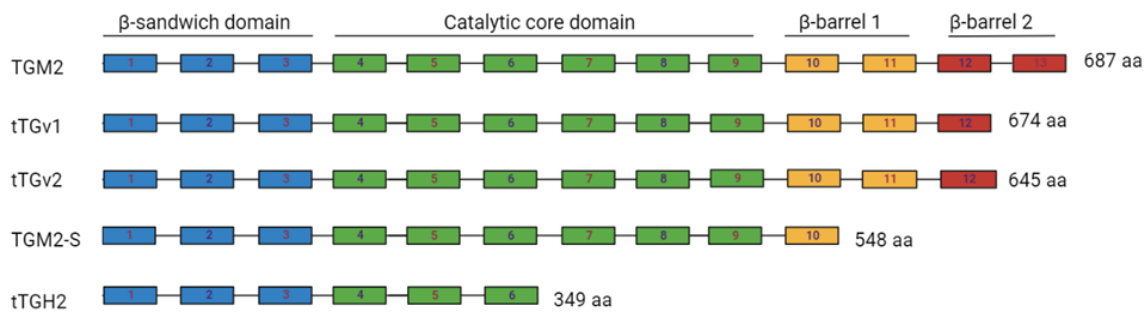 β-sandwich domain Catalytic core domain β-barrel 1 β-barrel 2
TGM2 1 2 3 4 5 6 7 8 9 10 11 12 13 687 aa
tTGv1 1 2 3 4 5 6 7 8 9 10 11 12 674 aa
tTGv2 1 2 3 4 5 6 7 8 9 10 11 12 645 aa
TGM2-S 1 2 3 4 5 6 7 8 9 10 548 aa
tTGH2 1 2 3 4 5 6 349 aa